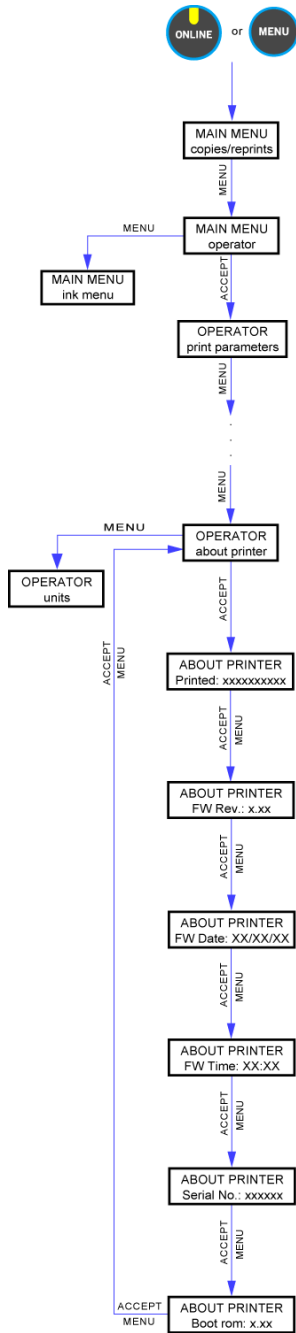 ONLINE or MENU
MAIN MENU
copies/reprints
MENU
MENU
MAIN MENU
operator
MAIN MENU
ink menu
ACCEPT
OPERATOR
print parameters
MENU
.
.
.
.
MENU
MENU
OPERATOR
about printer
OPERATOR
units
ACCEPT
ACCEPT
MENU
ABOUT PRINTER
Printed: xxxxxxxxxx
ACCEPT
MENU
ABOUT PRINTER
FW Rev.: x.xx
ACCEPT
MENU
ABOUT PRINTER
FW Date: XX/XX/XX
ACCEPT
MENU
ABOUT PRINTER
FW Time: XX:XX
ACCEPT
MENU
ABOUT PRINTER
Serial No.: xxxxxx
ACCEPT
MENU
ACCEPT
MENU
ABOUT PRINTER
Boot rom: x.xx